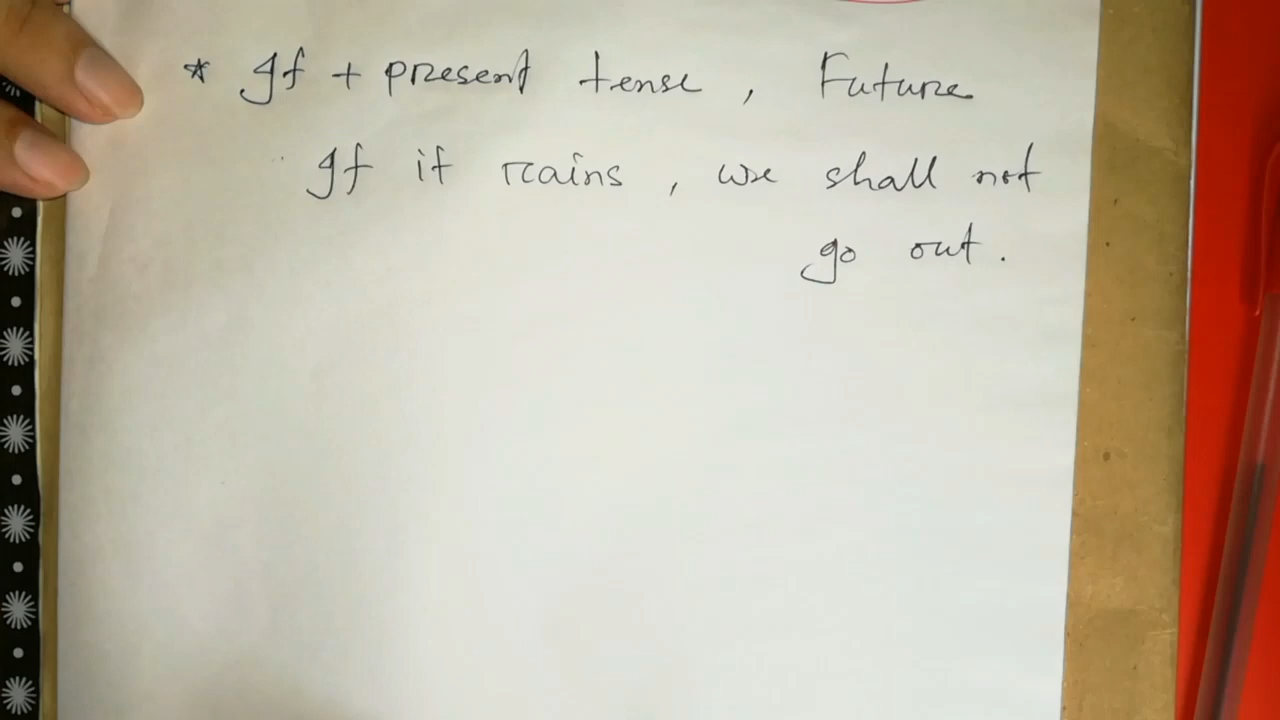 * If + present tense, Future
If it rains, we shall not
go out.